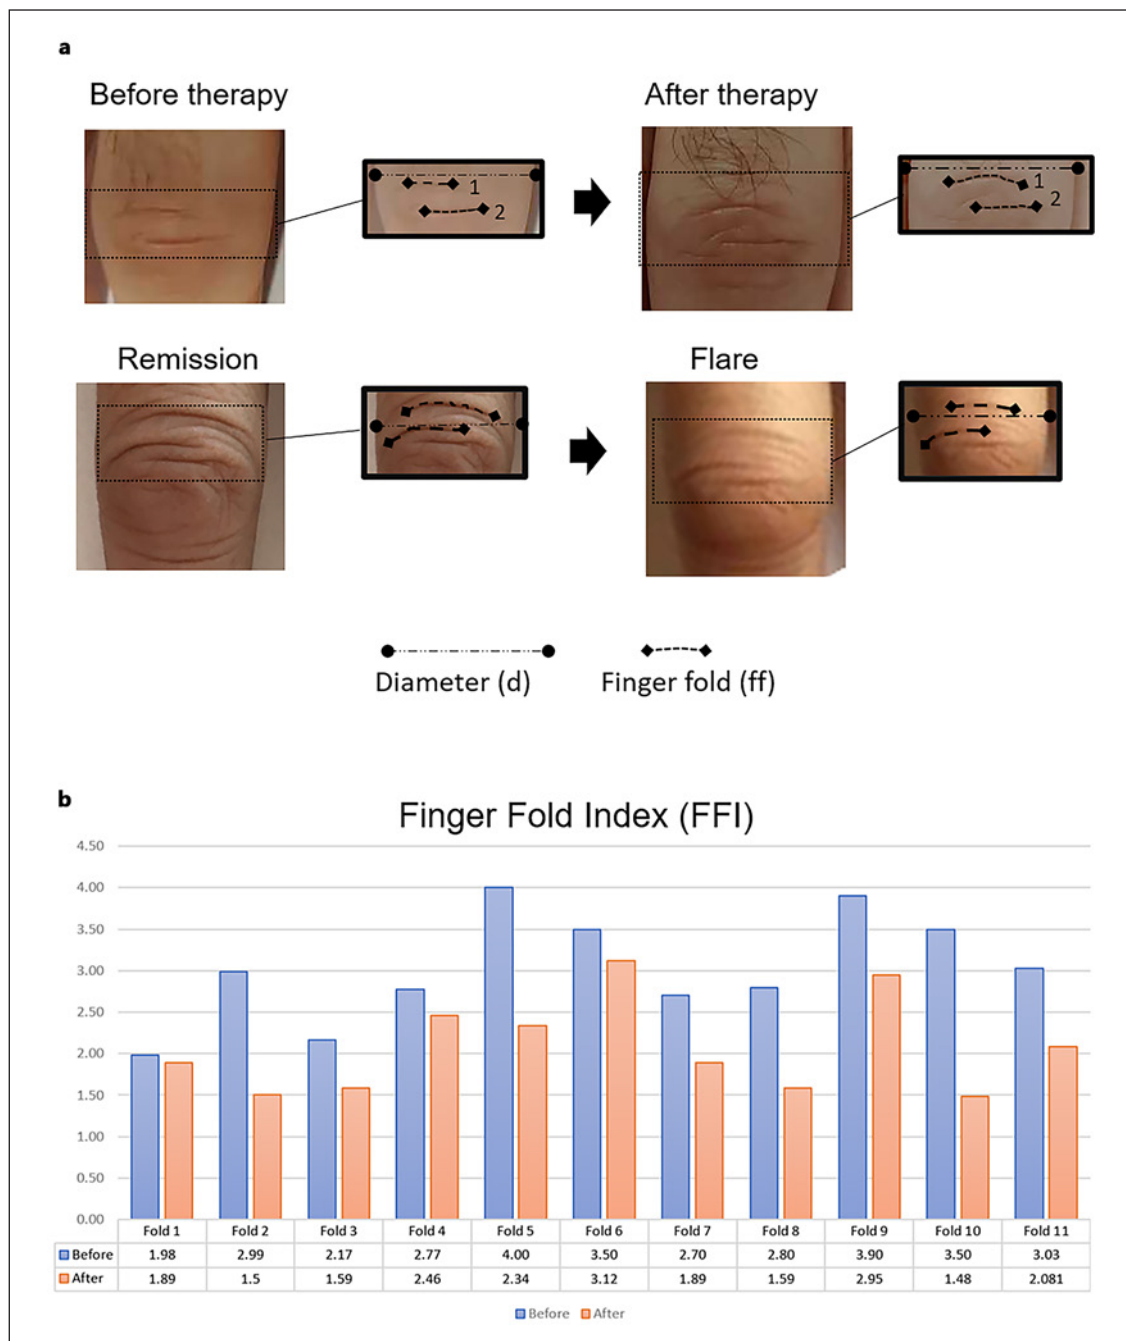 a
Before therapy
After therapy
1
2
1
2
Remission
Flare
Diameter (d)
Finger fold (ff)
b
Finger Fold Index (FFI)
4.50
4.00
3.50
3.00
2.50
2.00
1.50
1.00
0.50
0.00
Fold 1 Fold 2 Fold 3 Fold 4 Fold 5 Fold 6 Fold 7 Fold 8 Fold 9 Fold 10 Fold 11
Before 1.98 2.99 2.17 2.77 4.00 3.50 2.70 2.80 3.90 3.50 3.03
After 1.89 1.5 1.59 2.46 2.34 3.12 1.89 1.59 2.95 1.48 2.081
Before After